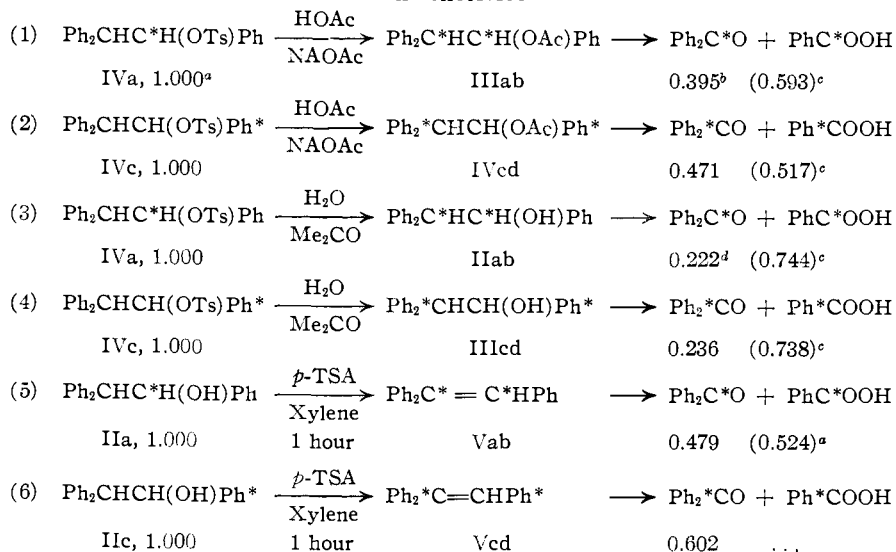 (1) Ph₂CHC*H(OTs)Ph HOAc / NAOAc → Ph₂C*HC*H(OAc)Ph → Ph₂C*O + PhC*OOH
IVa, 1.000ᵃ IIIab 0.395ᵇ (0.593)ᶜ
(2) Ph₂CHCH(OTs)Ph* HOAc / NAOAc → Ph₂*CHCH(OAc)Ph* → Ph₂*CO + Ph*COOH
IVc, 1.000 IVcd 0.471 (0.517)ᶜ
(3) Ph₂CHC*H(OTs)Ph H₂O / Me₂CO → Ph₂C*HC*H(OH)Ph → Ph₂C*O + PhC*OOH
IVa, 1.000 IIab 0.222ᵈ (0.744)ᶜ
(4) Ph₂CHCH(OTs)Ph* H₂O / Me₂CO → Ph₂*CHCH(OH)Ph* → Ph₂*CO + Ph*COOH
IVc, 1.000 IIIcd 0.236 (0.738)ᶜ
(5) Ph₂CHC*H(OH)Ph p-TSA / Xylene → Ph₂C* = C*HPh → Ph₂C*O + PhC*OOH
IIa, 1.000 1 hour Vab 0.479 (0.524)ᵃ
(6) Ph₂CHCH(OH)Ph* p-TSA / Xylene → Ph₂*C=CHPh* → Ph₂*CO + Ph*COOH
IIc, 1.000 1 hour Vcd 0.602 ...